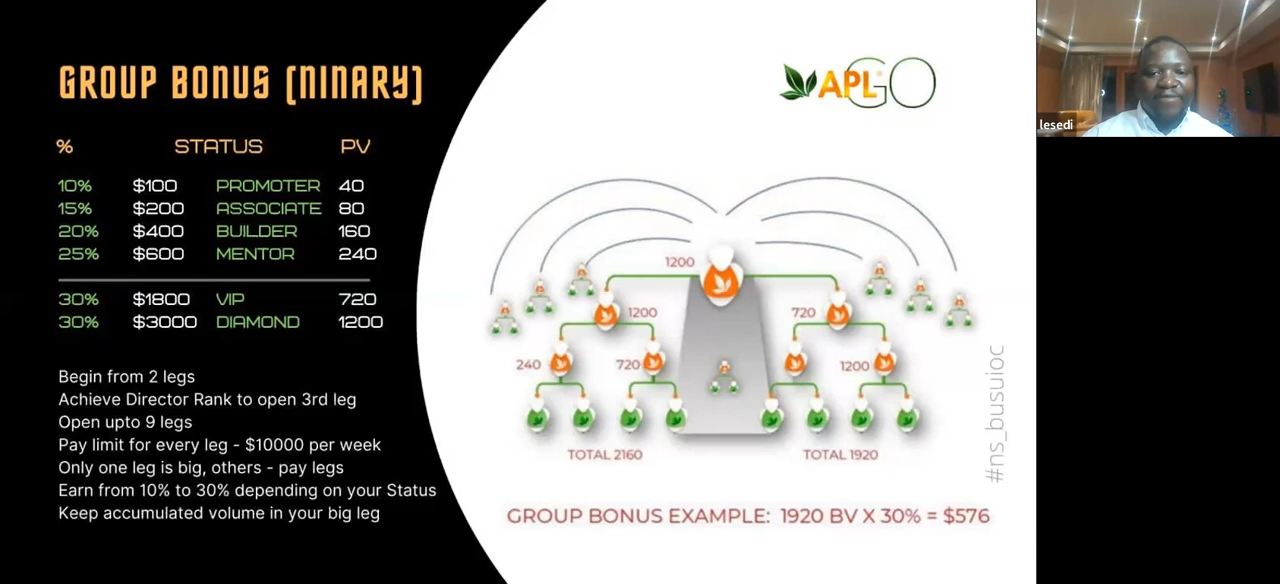 GROUP BONUS (NINARY)
% STATUS PV
10% $100 PROMOTER 40
15% $200 ASSOCIATE 80
20% $400 BUILDER 160
25% $600 MENTOR 240
30% $1800 VIP 720
30% $3000 DIAMOND 1200
Begin from 2 legs
Achieve Director Rank to open 3rd leg
Open upto 9 legs
Pay limit for every leg - $10000 per week
Only one leg is big, others - pay legs
Earn from 10% to 30% depending on your Status
Keep accumulated volume in your big leg
APLGO
1200
1200 720
240 720 1200
TOTAL 2160 TOTAL 1920
GROUP BONUS EXAMPLE: 1920 BV X 30% = $576
#ns_busuioc
lesedi